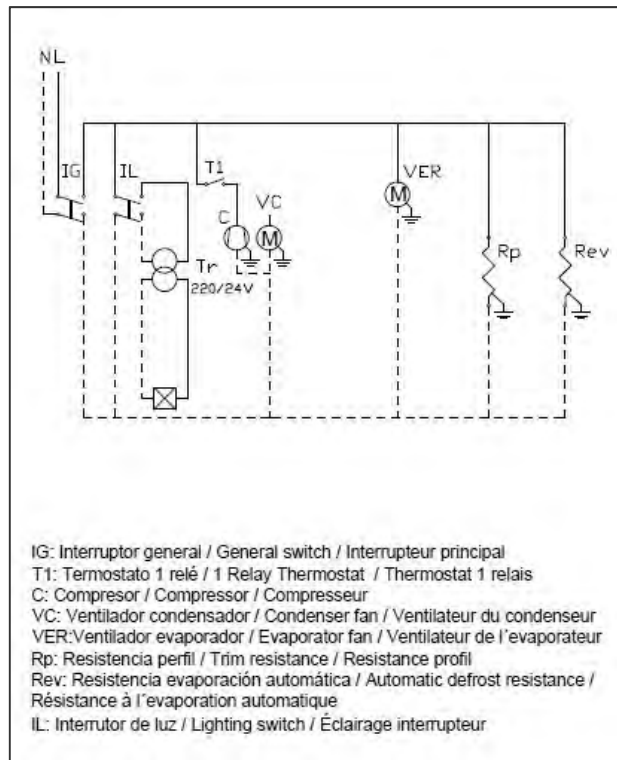 NL
IG
IL
T1
C
VC
VER
M
M
Tr
220/24V
Rp
Rev
IG: Interruptor general / General switch / Interrupteur principal
T1: Termostato 1 relé / 1 Relay Thermostat / Thermostat 1 relais
C: Compresor / Compressor / Compresseur
VC: Ventilador condensador / Condenser fan / Ventilateur du condenseur
VER:Ventilador evaporador / Evaporator fan / Ventilateur de l´evaporateur
Rp: Resistencia perfil / Trim resistance / Resistance profil
Rev: Resistencia evaporación automática / Automatic defrost resistance /
Résistance à l´evaporation automatique
IL: Interrutor de luz / Lighting switch / Éclairage interrupteur